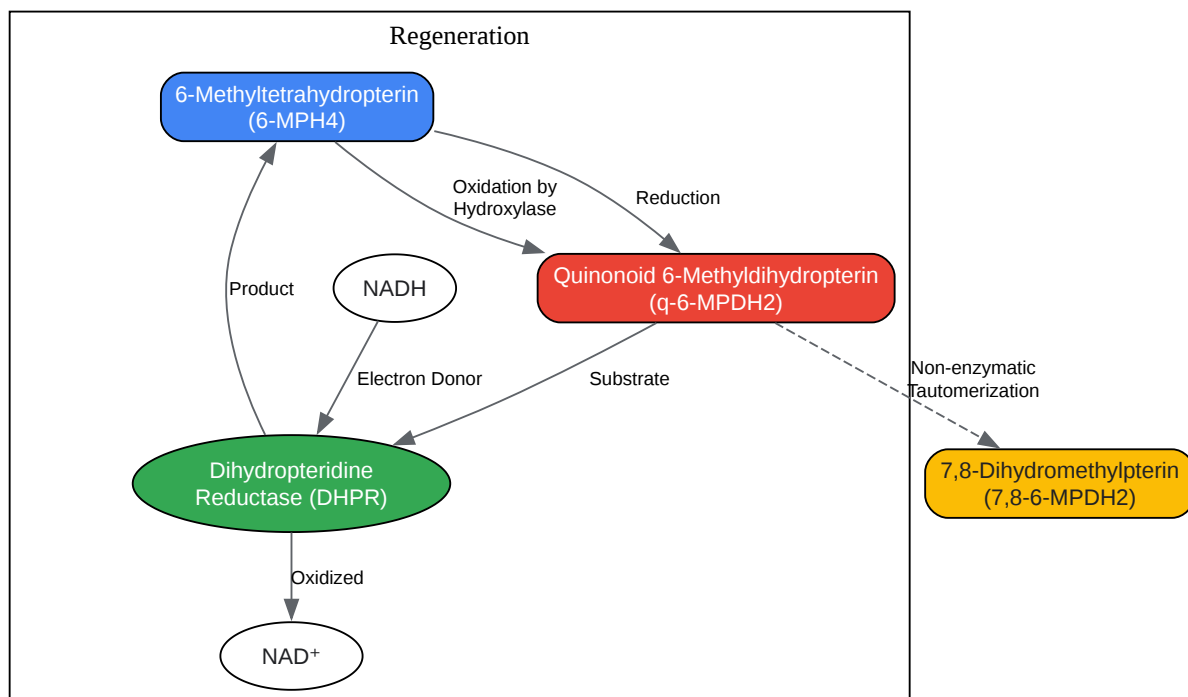 Regeneration
6-Methyltetrahydropterin
(6-MPH4)
Oxidation by
Hydroxylase
Reduction
Product
NADH
Quinonoid 6-Methyldihydropterin
(q-6-MPDH2)
Electron Donor
Substrate
Non-enzymatic
Tautomerization
Dihydropteridine
Reductase (DHPR)
7,8-Dihydromethylpterin
(7,8-6-MPDH2)
Oxidized
NAD⁺